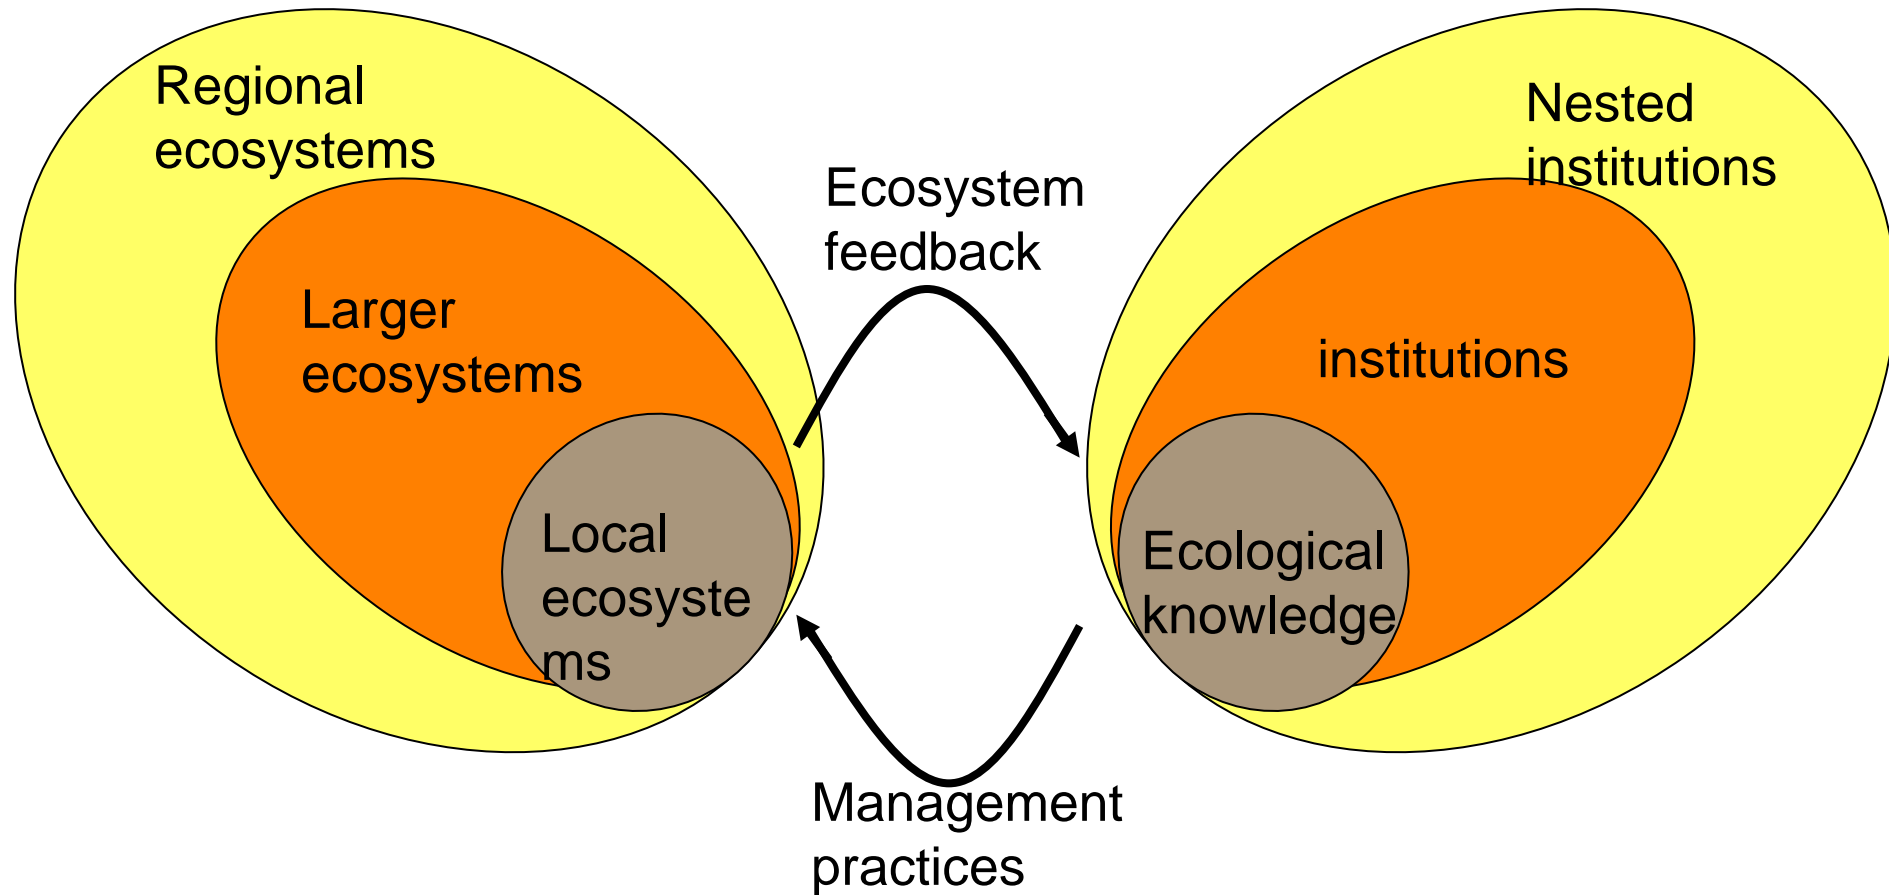 Regional
ecosystems
Larger
ecosystems
Local
ecosyste
ms
Ecosystem
feedback
Management
practices
Nested
institutions
institutions
Ecological
knowledge